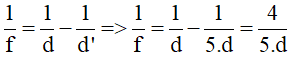 1/f = 1/d - 1/d' => 1/f = 1/d - 1/5.d = 4/5.d